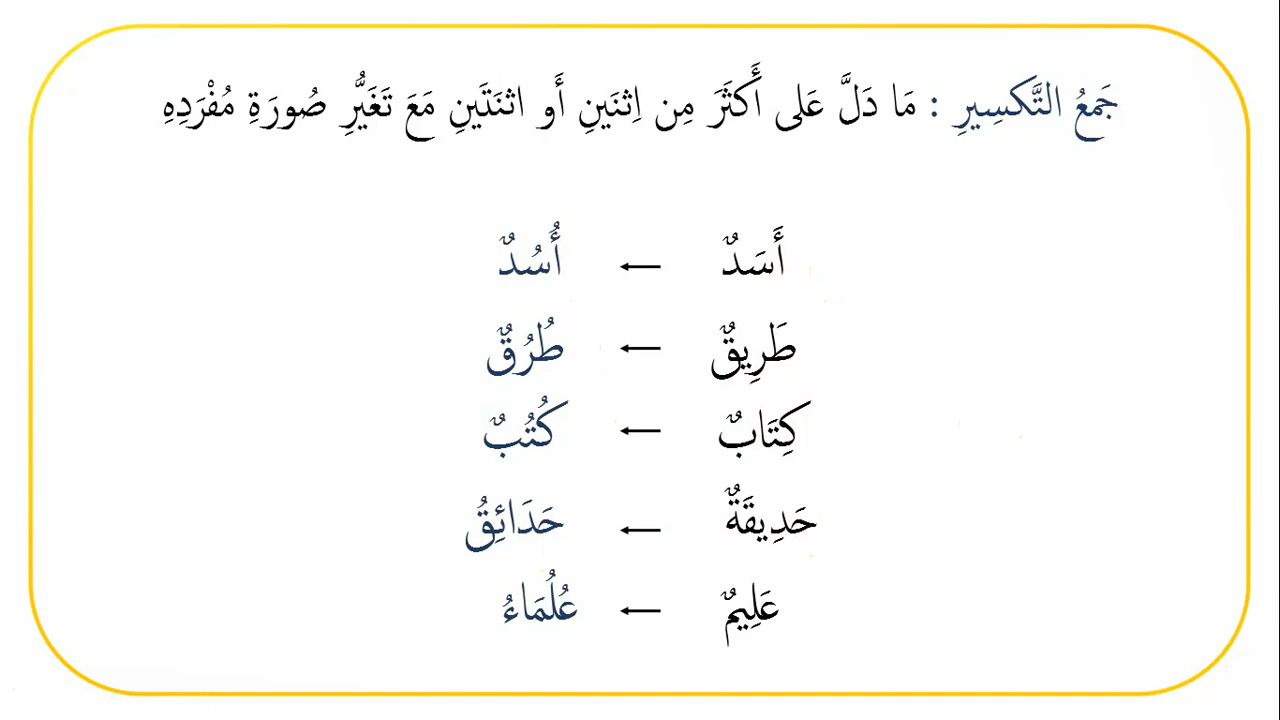 جَمعُ التَّكسِيرِ : مَا دَلَّ عَلى أَكثَرَ مِن اِثنَينِ أَو اثنَتَينِ مَعَ تَغَيُّرِ صُورَةِ مُفْرَدِهِ
أَسَدٌ ← أُسُدٌ
طَرِيقٌ ← طُرُقٌ
كِتَابٌ ← كُتُبٌ
حَدِيقَةٌ ← حَدَائِقُ
عَلِيمٌ ← عُلُمَاءُ